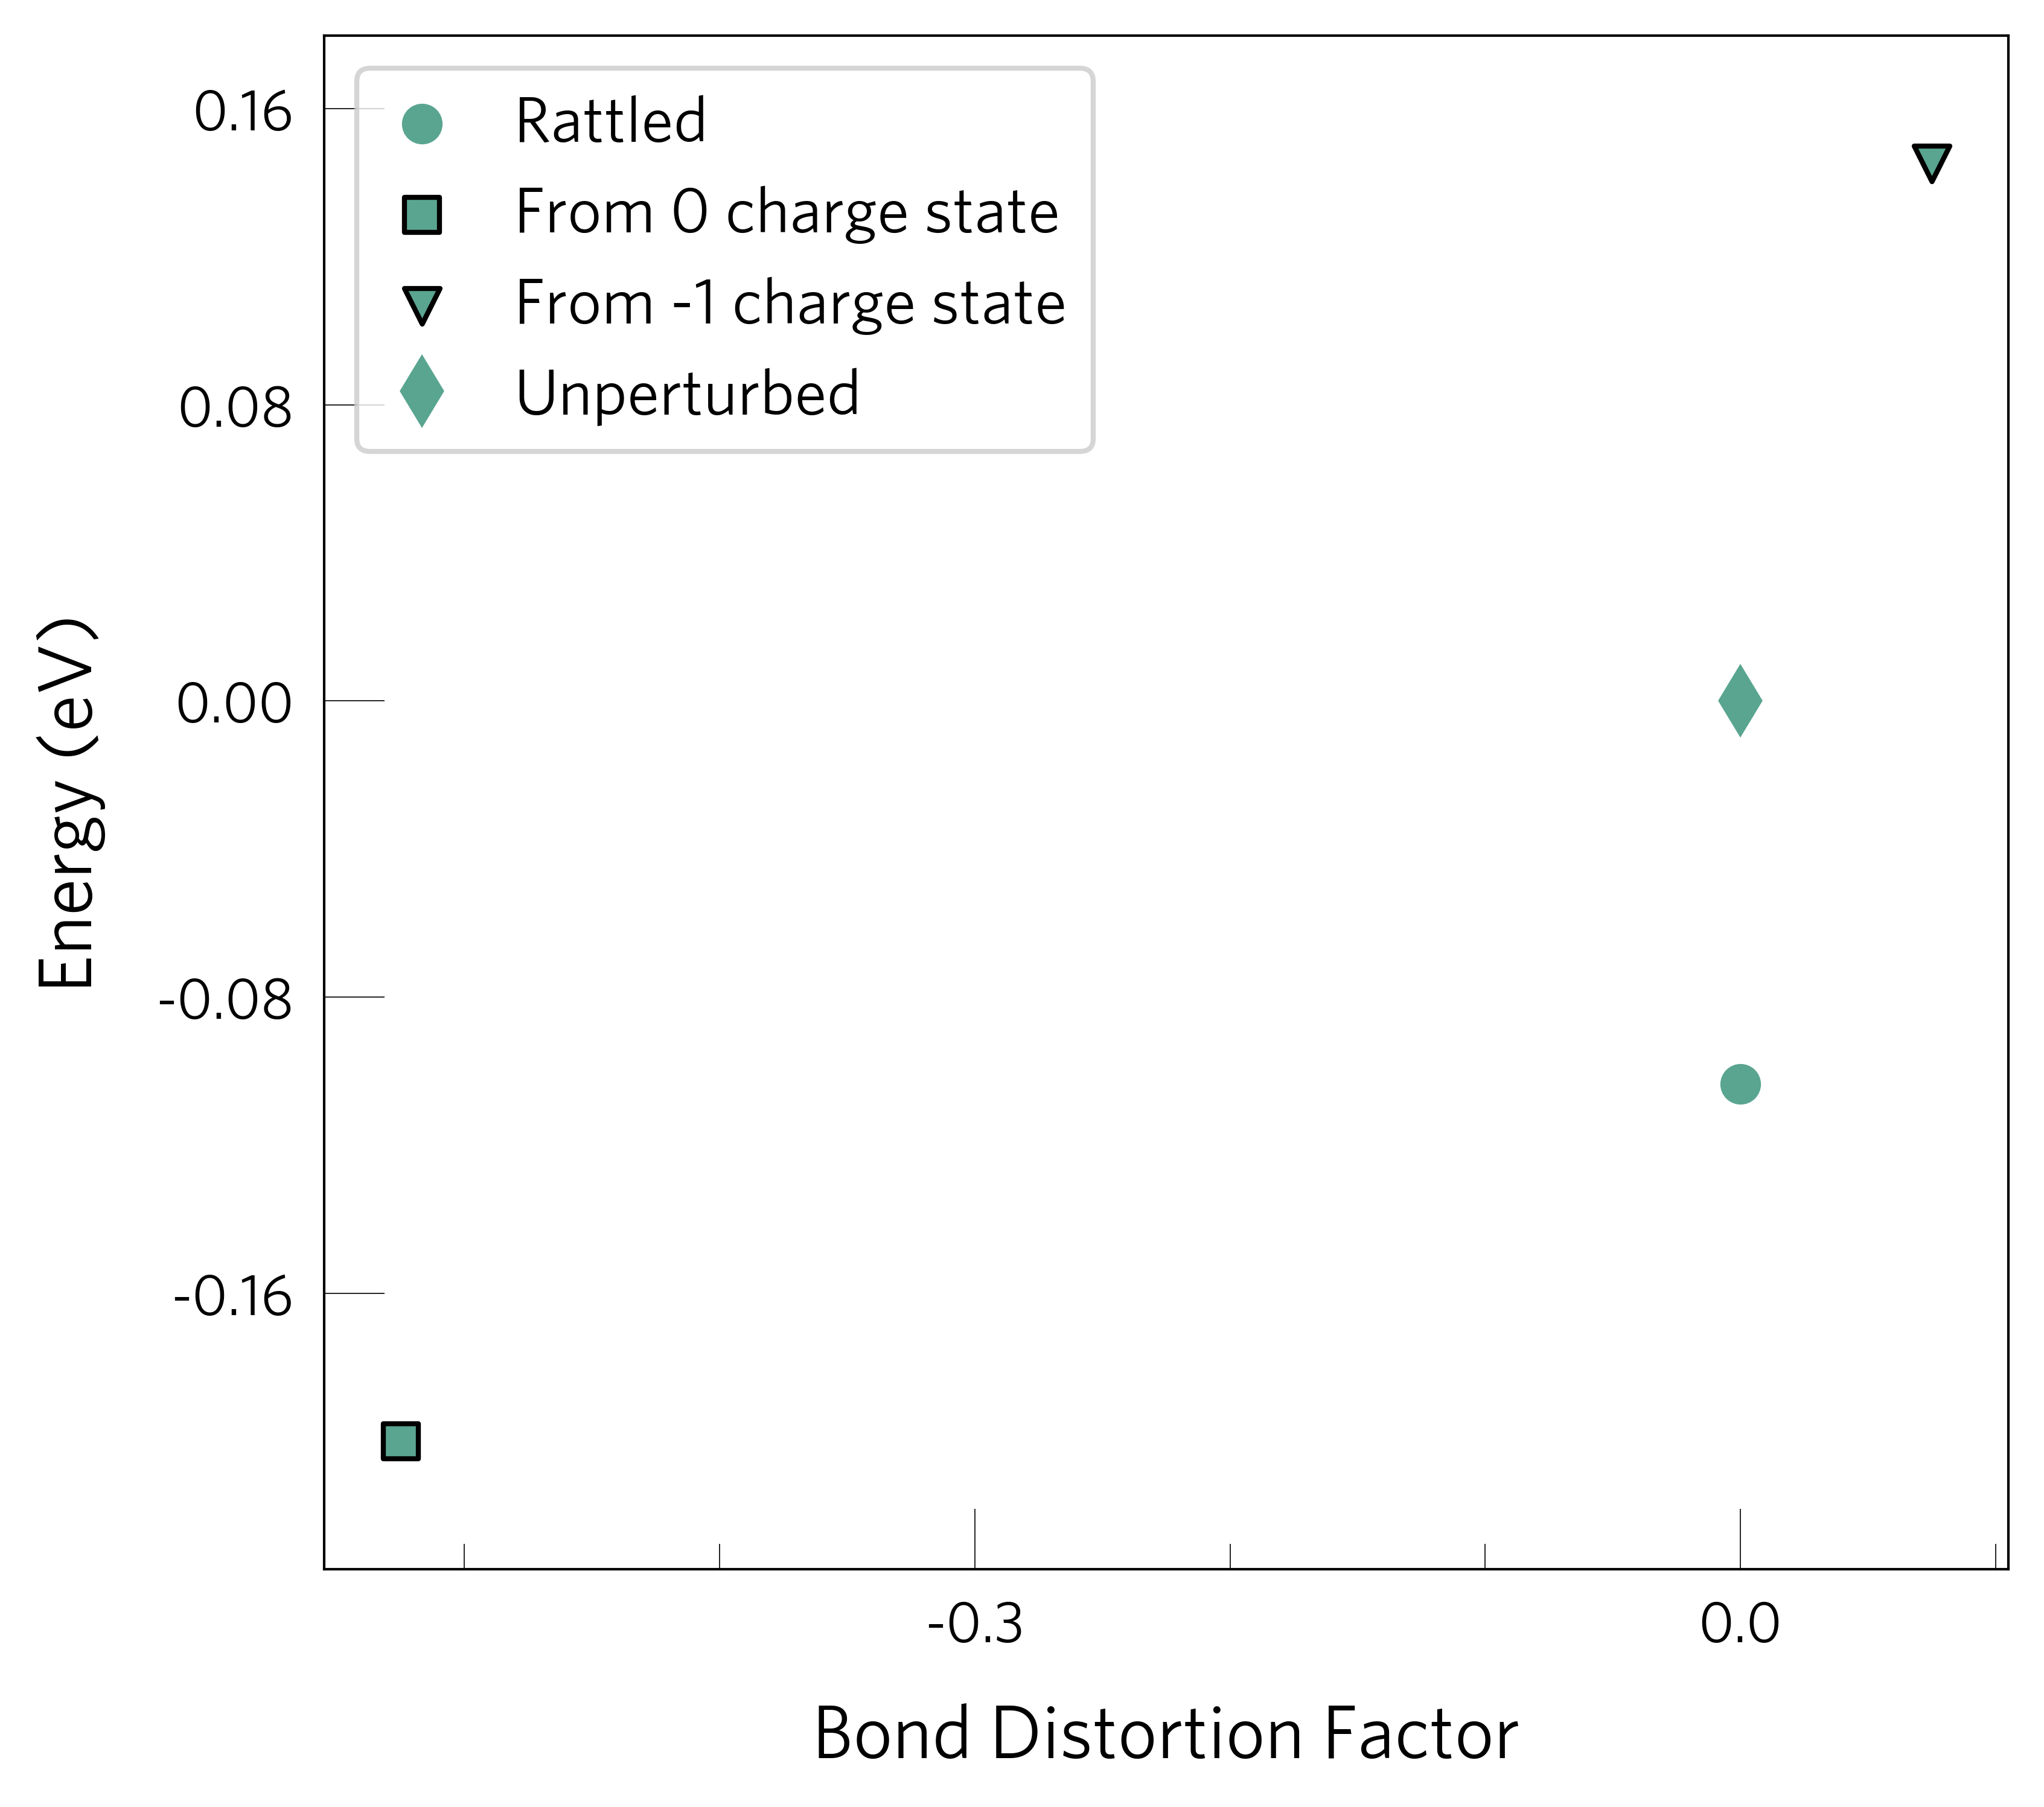 Rattled
From 0 charge state
From -1 charge state
Unperturbed
0.16
0.08
0.00
-0.08
-0.16
Energy (eV)
-0.3
0.0
Bond Distortion Factor